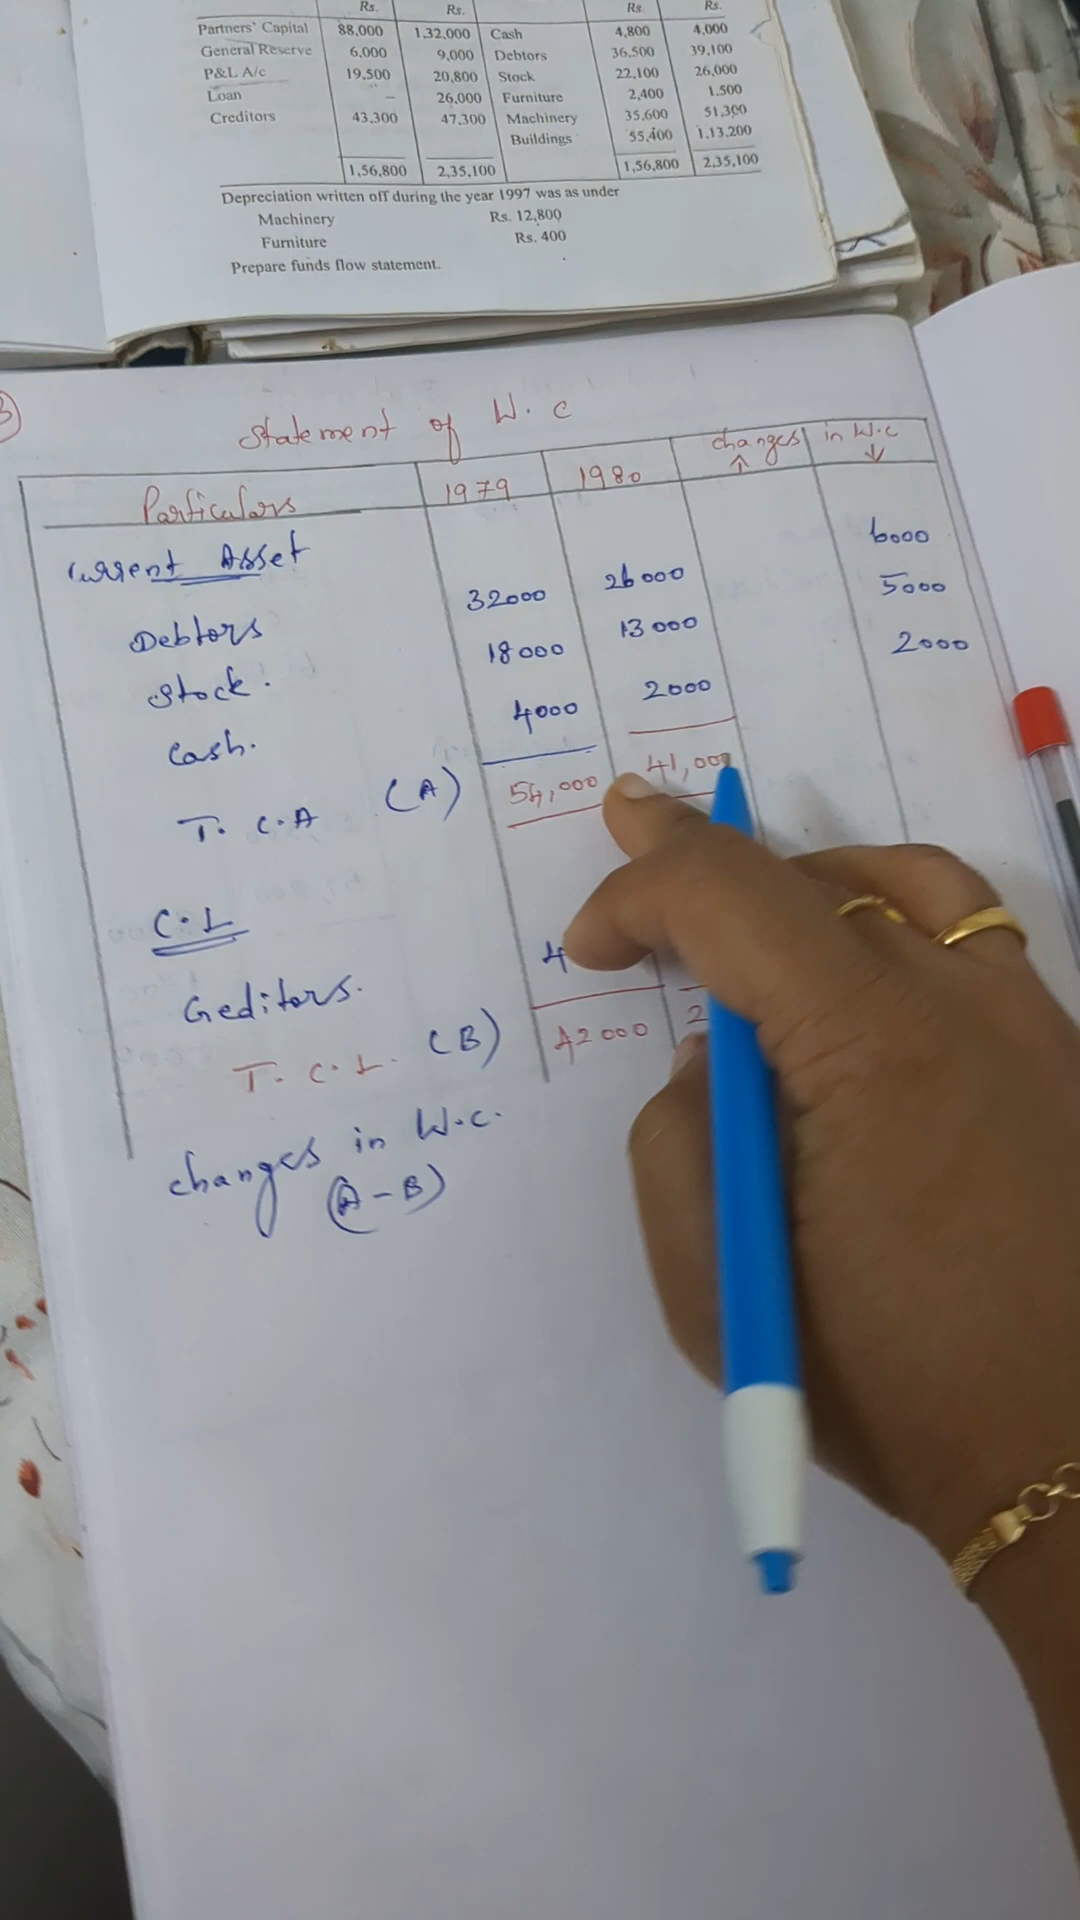 Rs. Rs. Rs. Rs.
Partners' Capital 88,000 1,32,000 Cash 4,800 4,000
General Reserve 6,000 9,000 Debtors 36,500 39,100
P&L A/c 19,500 20,800 Stock 22,100 26,000
Loan – 26,000 Furniture 2,400 1,500
Creditors 43,300 47,300 Machinery 35,600 51,300
Buildings 55,400 1,13,200
1,56,800 2,35,100 1,56,800 2,35,100
Depreciation written off during the year 1997 was as under
Machinery Rs. 12,800
Furniture Rs. 400
Prepare funds flow statement.
Statement of W.C
Particulars 1979 1980 changes in W.C
↑ ↓
Current Asset
Debtors 32000 26000 6000
Stock. 18000 13000 5000
Cash. 4000 2000 2000
T. C.A (A) 54,000 41,000
C.L
Creditors. 4
T. C.L. (B) 42000 2
changes in W.C.
(A-B)